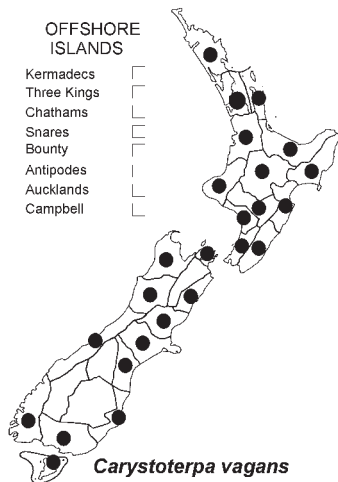 OFFSHORE
ISLANDS
Kermadecs
Three Kings
Chathams
Snares
Bounty
Antipodes
Aucklands
Campbell
Carystoterpa vagans